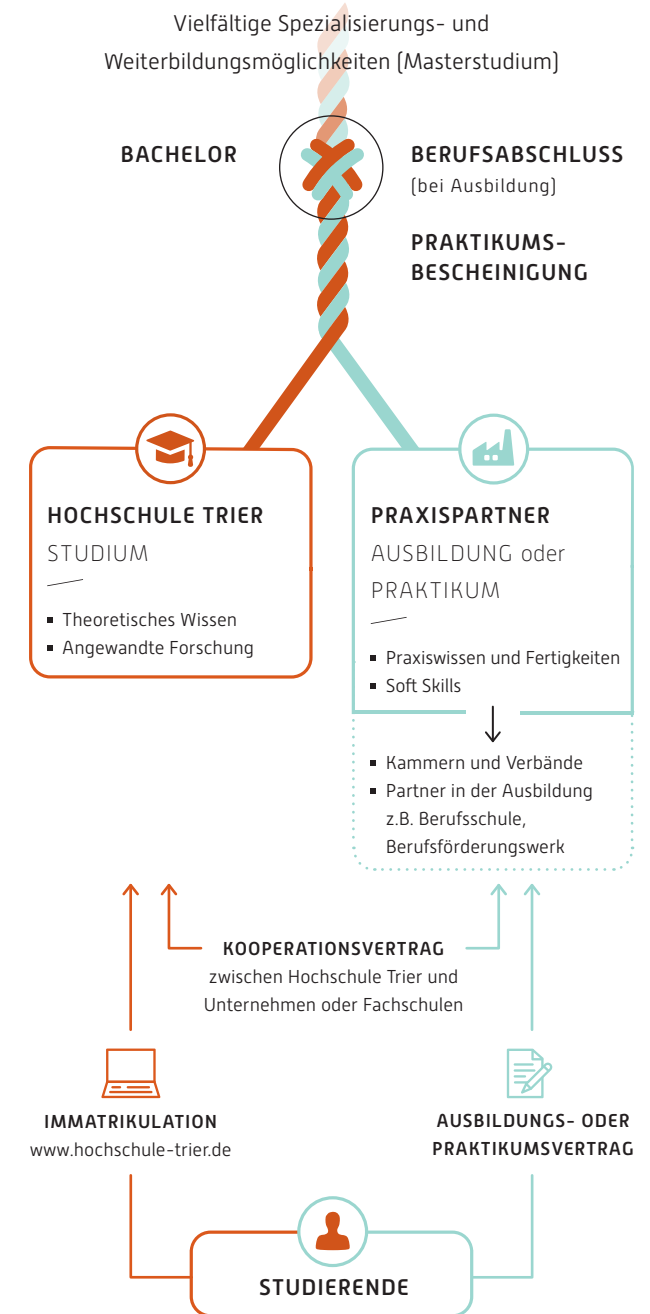 Vielfältige Spezialisierungs- und
Weiterbildungsmöglichkeiten (Masterstudium)
BACHELOR
BERUFSABSCHLUSS
(bei Ausbildung)
PRAKTIKUMS-
BESCHEINIGUNG
HOCHSCHULE TRIER
STUDIUM
▪ Theoretisches Wissen
▪ Angewandte Forschung
PRAXISPARTNER
AUSBILDUNG oder
PRAKTIKUM
▪ Praxiswissen und Fertigkeiten
▪ Soft Skills
▪ Kammern und Verbände
▪ Partner in der Ausbildung
z.B. Berufsschule,
Berufsförderungswerk
KOOPERATIONSVERTRAG
zwischen Hochschule Trier und
Unternehmen oder Fachschulen
IMMATRIKULATION
www.hochschule-trier.de
AUSBILDUNGS- ODER
PRAKTIKUMSVERTRAG
STUDIERENDE